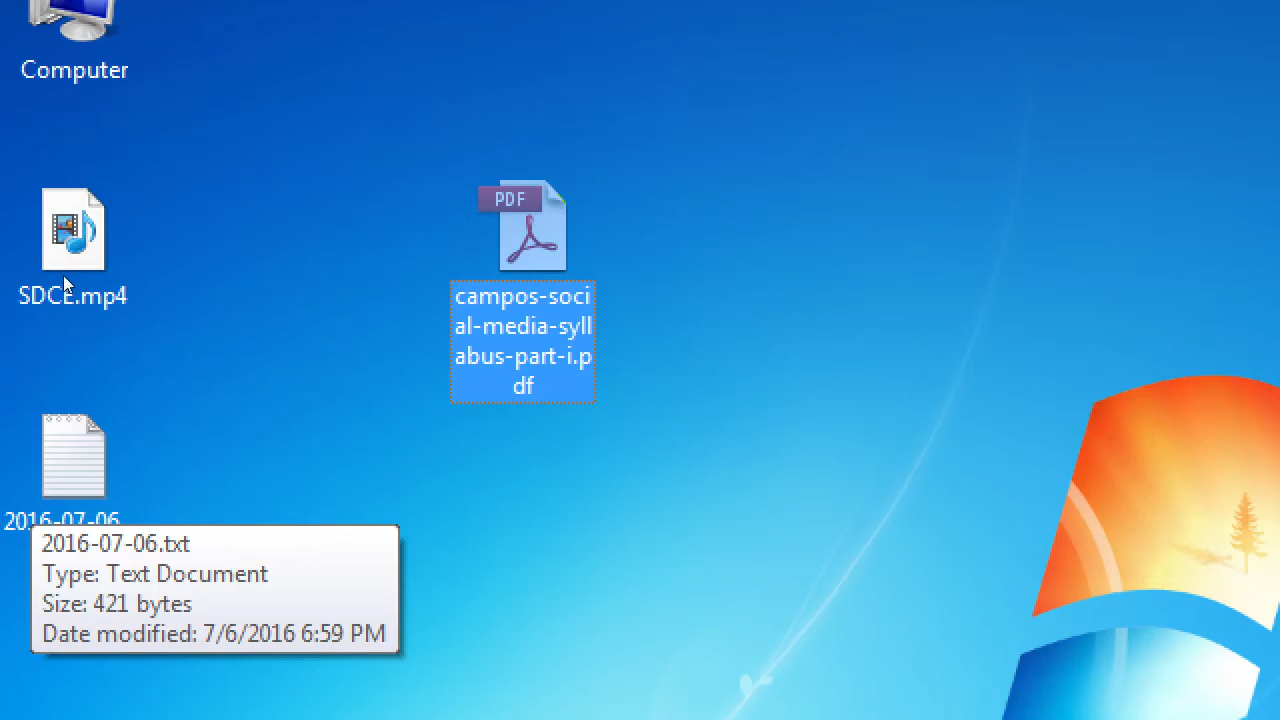 Computer
SDCE.mp4
PDF
campos-soci
al-media-syll
abus-part-i.p
df
2016-07-06
2016-07-06.txt
Type: Text Document
Size: 421 bytes
Date modified: 7/6/2016 6:59 PM